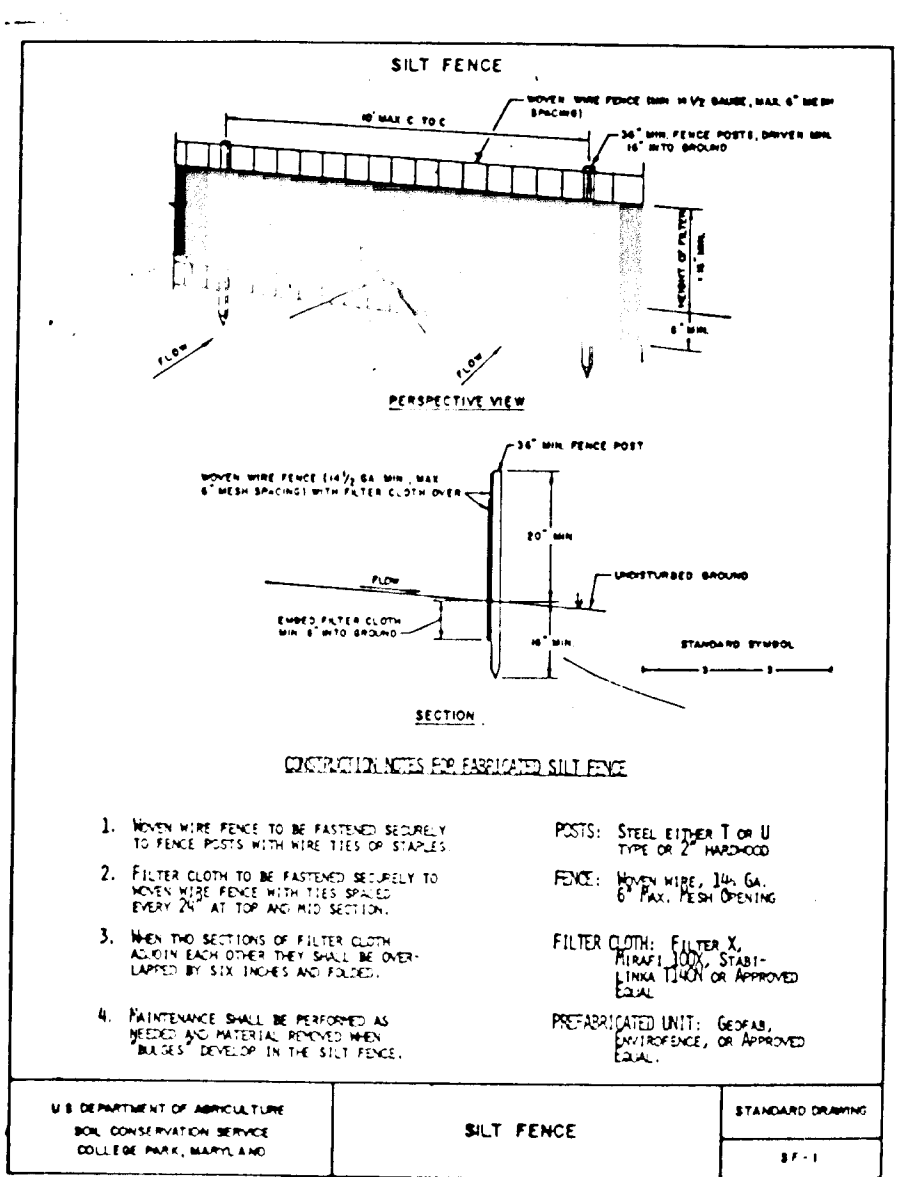 SILT FENCE
WOVEN WIRE FENCE (MIN. 14 1/2 GAUGE, MAX. 6" MESH
SPACING)
10' MAX. C TO C
36" MIN. FENCE POSTS, DRIVEN MIN.
16" INTO GROUND
HEIGHT OF FILTER
16" MIN.
8" MIN.
FLOW
FLOW
PERSPECTIVE VIEW
36" MIN. FENCE POST
WOVEN WIRE FENCE (14 1/2 GA. MIN., MAX.
6" MESH SPACING) WITH FILTER CLOTH OVER
20" MIN.
FLOW
UNDISTURBED GROUND
EMBED FILTER CLOTH
MIN. 8" INTO GROUND
16" MIN.
STANDARD SYMBOL
S S
SECTION
CONSTRUCTION NOTES FOR FABRICATED SILT FENCE
1. WOVEN WIRE FENCE TO BE FASTENED SECURELY
TO FENCE POSTS WITH WIRE TIES OR STAPLES.
2. FILTER CLOTH TO BE FASTENED SECURELY TO
WOVEN WIRE FENCE WITH TIES SPACED
EVERY 24" AT TOP AND MID SECTION.
3. WHEN TWO SECTIONS OF FILTER CLOTH
ADJOIN EACH OTHER THEY SHALL BE OVER-
LAPPED BY SIX INCHES AND FOLDED.
4. MAINTENANCE SHALL BE PERFORMED AS
NEEDED AND MATERIAL REMOVED WHEN
"BULGES" DEVELOP IN THE SILT FENCE.
POSTS: STEEL EITHER T OR U
TYPE OR 2" HARDWOOD
FENCE: WOVEN WIRE, 14½ GA.
6" MAX. MESH OPENING
FILTER CLOTH: FILTER X,
MIRAFI 100X, STABI-
LINKA T140N OR APPROVED
EQUAL
PREFABRICATED UNIT: GEOFAB,
ENVIROFENCE, OR APPROVED
EQUAL.
U S DEPARTMENT OF AGRICULTURE
SOIL CONSERVATION SERVICE
COLLEGE PARK, MARYLAND
SILT FENCE
STANDARD DRAWING
SF-1